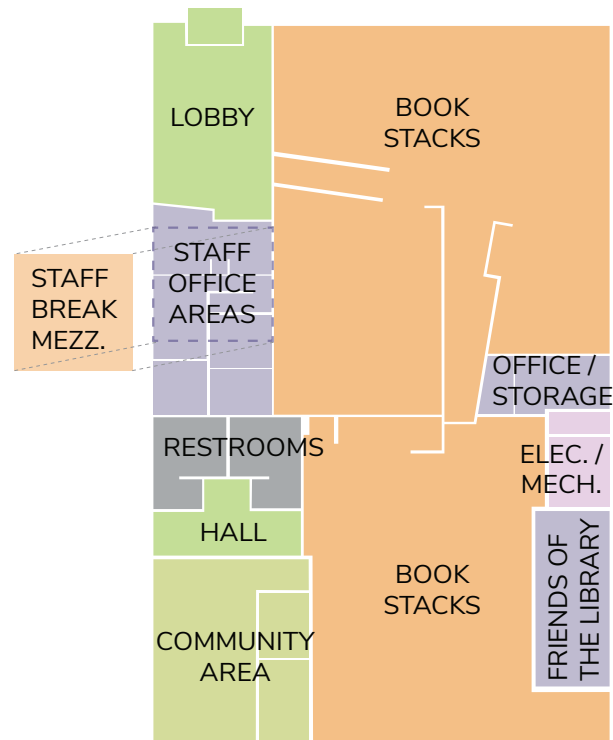 LOBBY
BOOK
STACKS
STAFF
OFFICE
AREAS
STAFF
BREAK
MEZZ.
OFFICE /
STORAGE
RESTROOMS
ELEC. /
MECH.
HALL
BOOK
STACKS
FRIENDS OF
THE LIBRARY
COMMUNITY
AREA